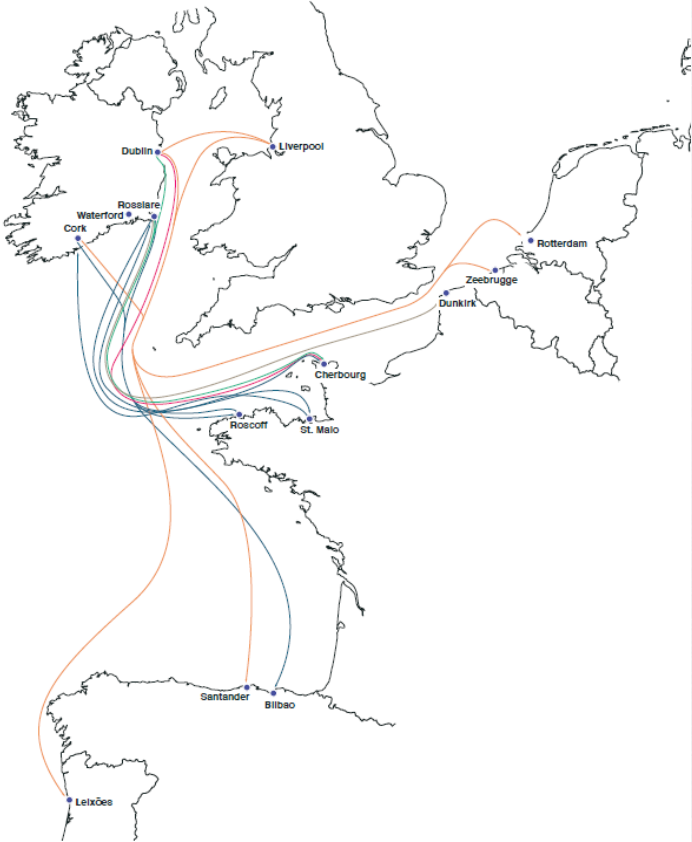 Dublin
Liverpool
Rosslare
Waterford
Cork
Rotterdam
Zeebrugge
Dunkirk
Cherbourg
Roscoff
St. Malo
Santander
Bilbao
Leixões